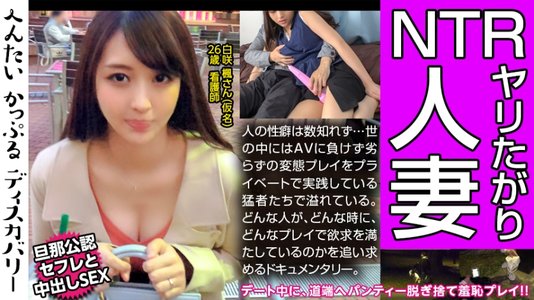 へんたい かっぷる ディスカバリー
白咲 楓さん(仮名)
26歳 看護師
旦那公認
セフレと
中出しSEX
人の性癖は数知れず…世
の中にはAVに負けず劣
らずの変態プレイをプラ
イベートで実践している
猛者たちで溢れている。
どんな人が、どんな時に、
どんなプレイで欲求を満
たしているのかを追い求
めるドキュメンタリー。
NTR
ヤリたがり
人妻
デート中に、道端へパンティー脱ぎ捨て羞恥プレイ!!